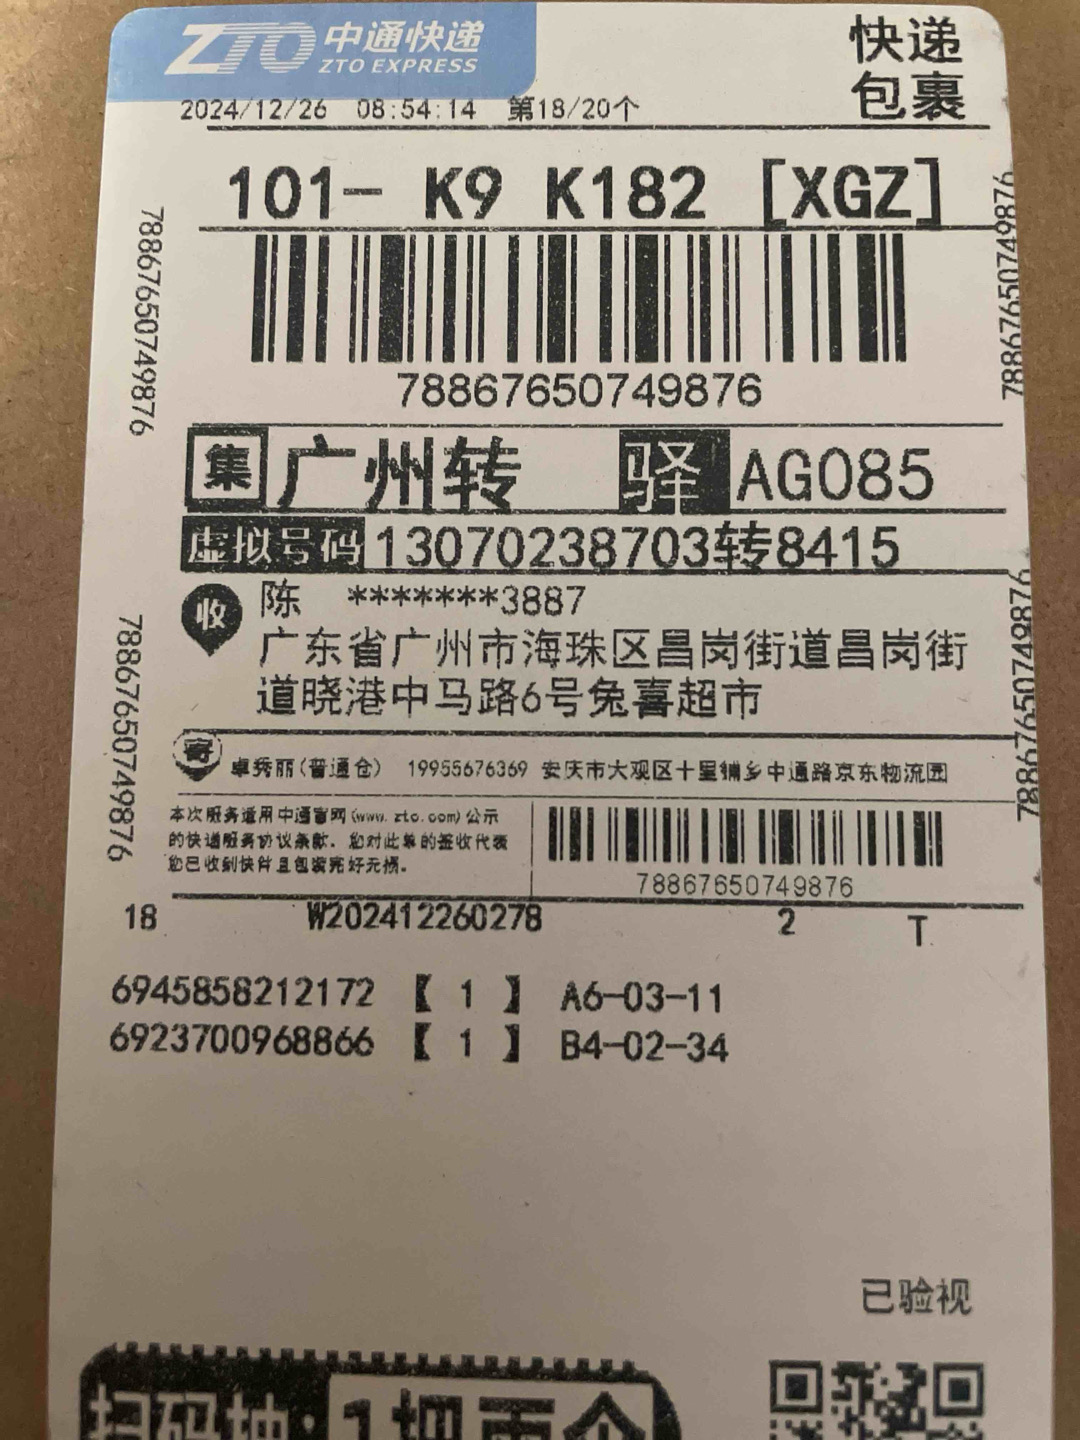 ZTO 中通快递
ZTO EXPRESS
快递
包裹
2024/12/26 08:54:14 第18/20个
101- K9 K182 [XGZ]
78867650749876
78867650749876
78867650749876
集 广州转 驿 AG085
虚拟号码 13070238703转8415
收 陈 *******3887
广东省广州市海珠区昌岗街道昌岗街
道晓港中马路6号兔喜超市
78867650749876
78867650749876
寄 卓秀丽(普通仓) 19955676369 安庆市大观区十里铺乡中通路京东物流园
本次服务适用中通官网(www.zto.com)公示
的快递服务协议条款。您对此单的签收代表
您已收到快件且包装完好无损。
78867650749876
18 W202412260278 2 T
6945858212172 【 1 】 A6-03-11
6923700968866 【 1 】 B4-02-34
已验视